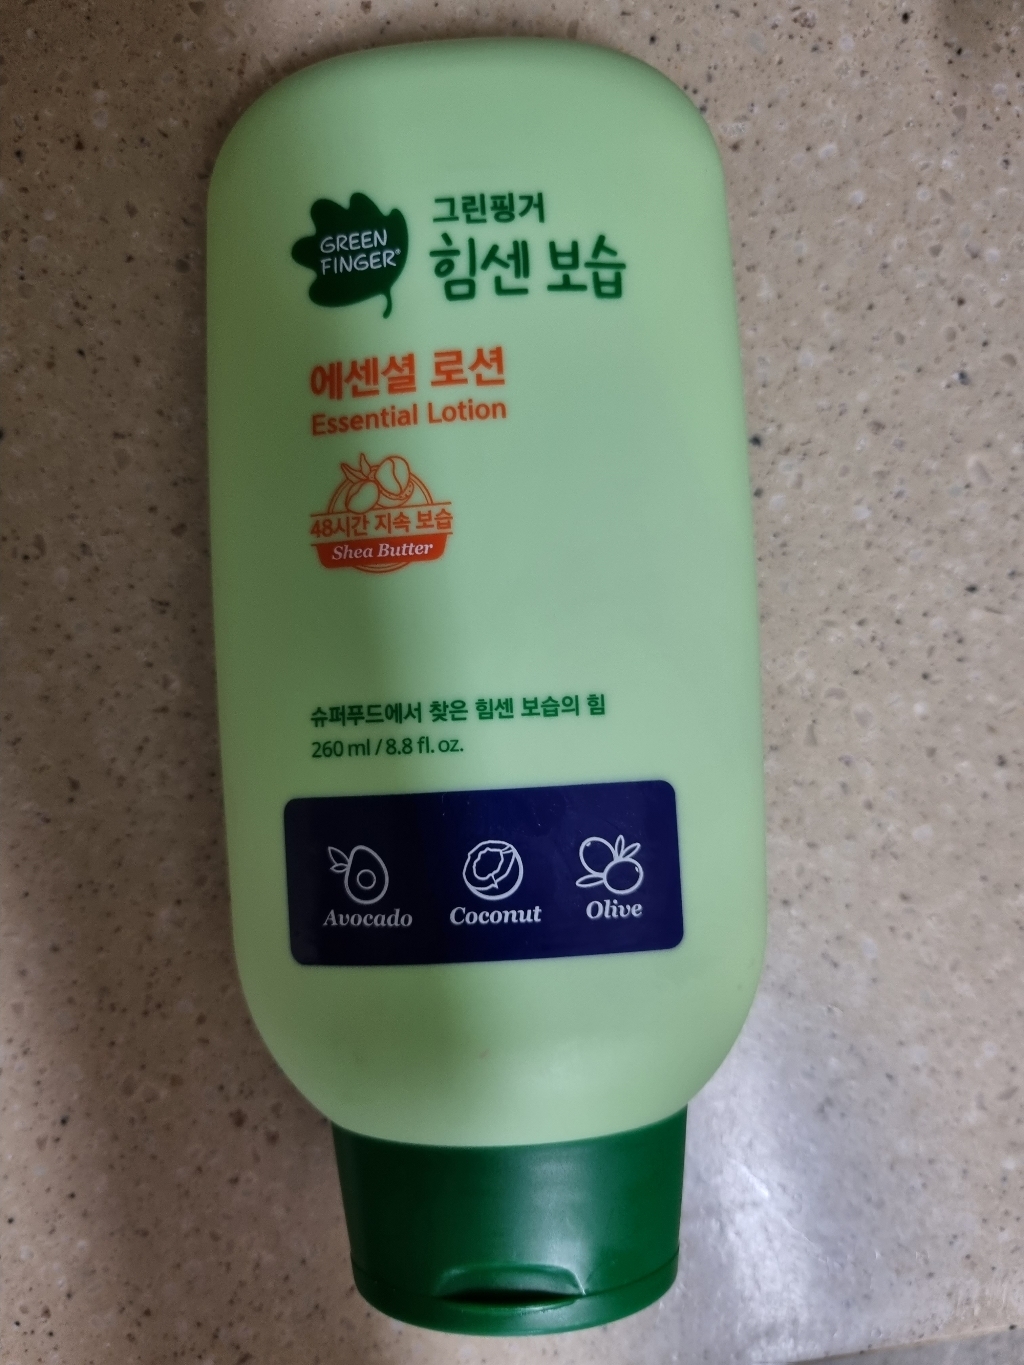 GREEN
FINGER®
그린핑거
힘센 보습
에센셜 로션
Essential Lotion
48시간 지속 보습
Shea Butter
슈퍼푸드에서 찾은 힘센 보습의 힘
260 ml / 8.8 fl. oz.
Avocado Coconut Olive